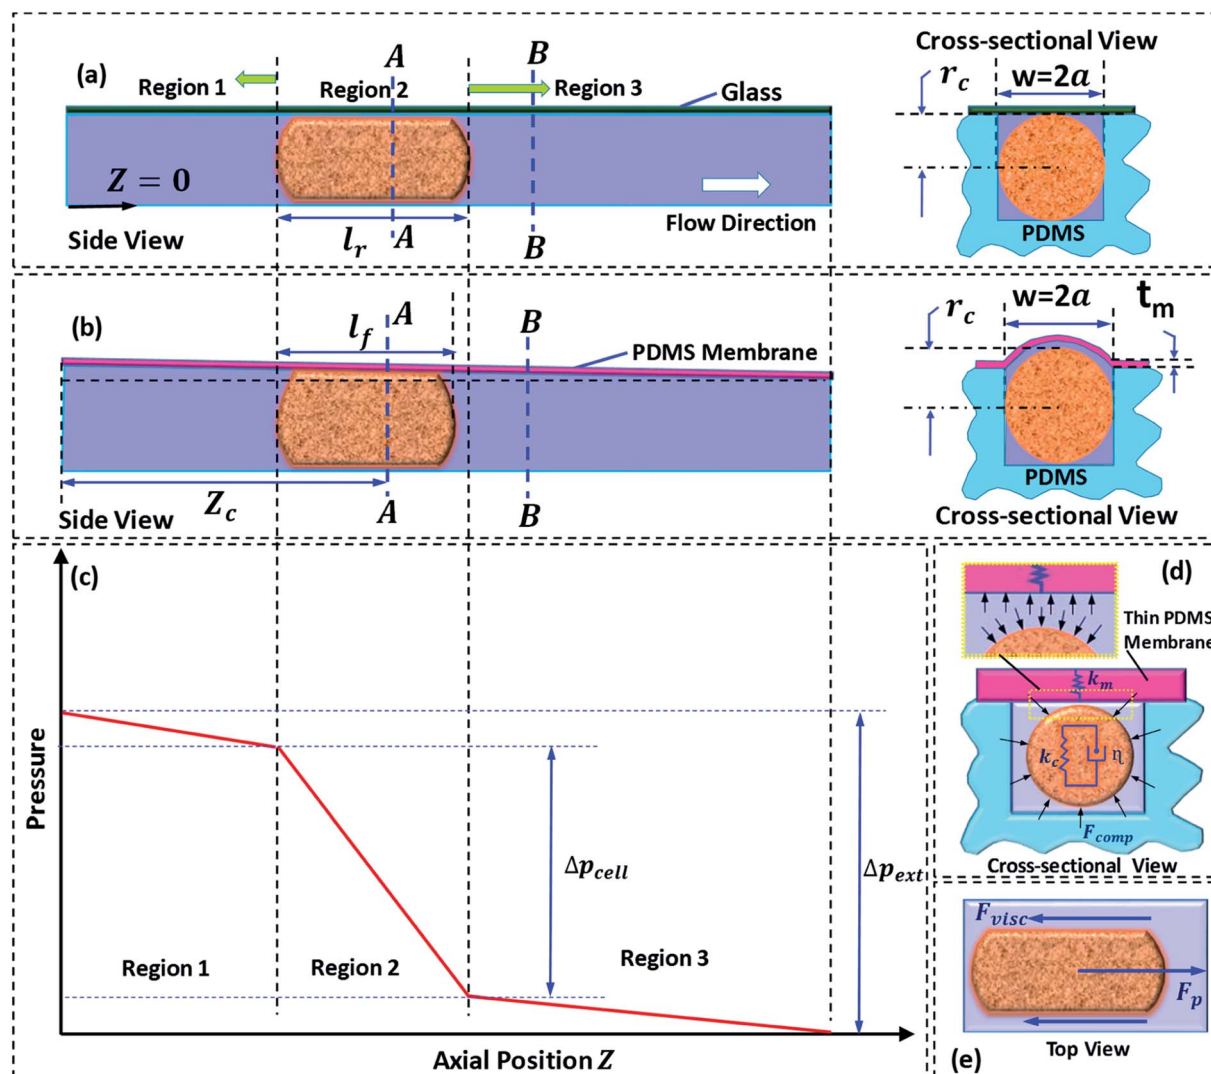 Cross-sectional View
(a)
A
B
r_c
w=2a
Region 1
Region 2
Region 3
Glass
Z = 0
Flow Direction
Side View
l_r
A
B
PDMS
(b)
l_f
A
B
r_c
w=2a
t_m
PDMS Membrane
Z_c
A
B
Side View
PDMS
Cross-sectional View
(c)
Pressure
Δp_cell
Δp_ext
Region 1
Region 2
Region 3
Axial Position Z
(d)
Thin PDMS
Membrane
k_m
k_c
η
F_comp
Cross-sectional View
F_visc
F_p
(e)
Top View